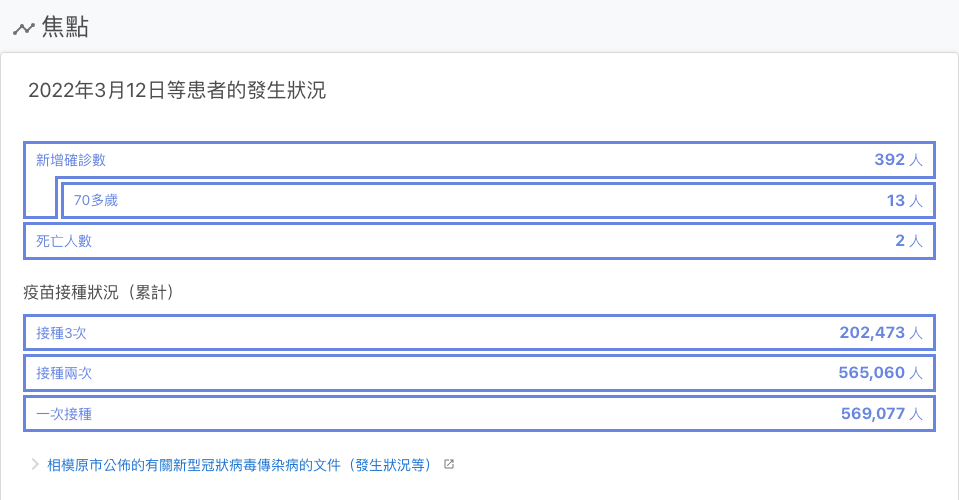 焦點
2022年3月12日等患者的發生狀況
新增確診數 392 人
70多歲 13 人
死亡人數 2 人
疫苗接種狀況（累計）
接種3次 202,473 人
接種兩次 565,060 人
一次接種 569,077 人
相模原市公佈的有關新型冠狀病毒傳染病的文件（發生狀況等）